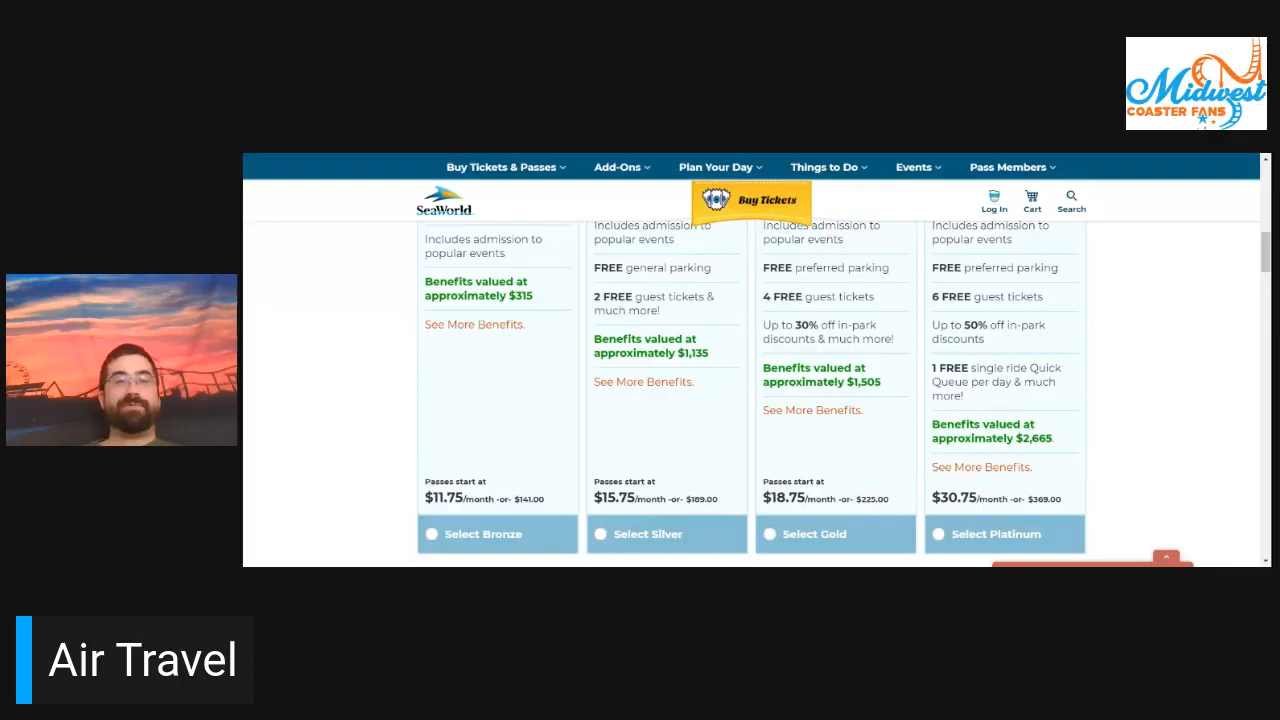 Midwest
COASTER FANS
Buy Tickets & Passes
Add-Ons
Plan Your Day
Things to Do
Events
Pass Members
SeaWorld
Buy Tickets
Log In
Cart
Search
Includes admission to
popular events
Benefits valued at
approximately $315
See More Benefits.
Passes start at
$11.75/month -or- $141.00
Select Bronze
Includes admission to
popular events
FREE general parking
2 FREE guest tickets &
much more!
Benefits valued at
approximately $1,135
See More Benefits.
Passes start at
$15.75/month -or- $189.00
Select Silver
Includes admission to
popular events
FREE preferred parking
4 FREE guest tickets
Up to 30% off in-park
discounts & much more!
Benefits valued at
approximately $1,505
See More Benefits.
Passes start at
$18.75/month -or- $225.00
Select Gold
Includes admission to
popular events
FREE preferred parking
6 FREE guest tickets
Up to 50% off in-park
discounts
1 FREE single ride Quick
Queue per day & much
more!
Benefits valued at
approximately $2,665.
See More Benefits.
Passes start at
$30.75/month -or- $369.00
Select Platinum
Air Travel